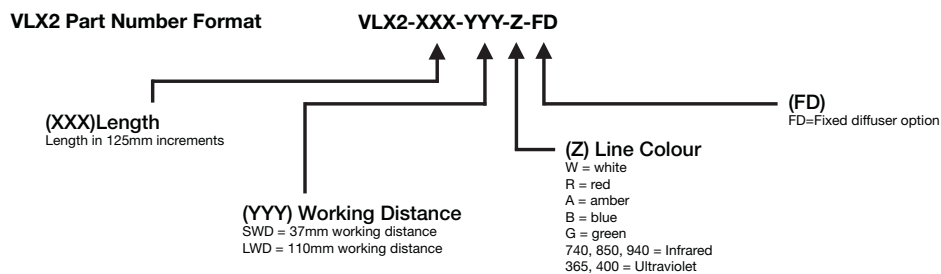 VLX2 Part Number Format
VLX2-XXX-YYY-Z-FD
(XXX)Length
Length in 125mm increments
(YYY) Working Distance
SWD = 37mm working distance
LWD = 110mm working distance
(Z) Line Colour
W = white
R = red
A = amber
B = blue
G = green
740, 850, 940 = Infrared
365, 400 = Ultraviolet
(FD)
FD=Fixed diffuser option